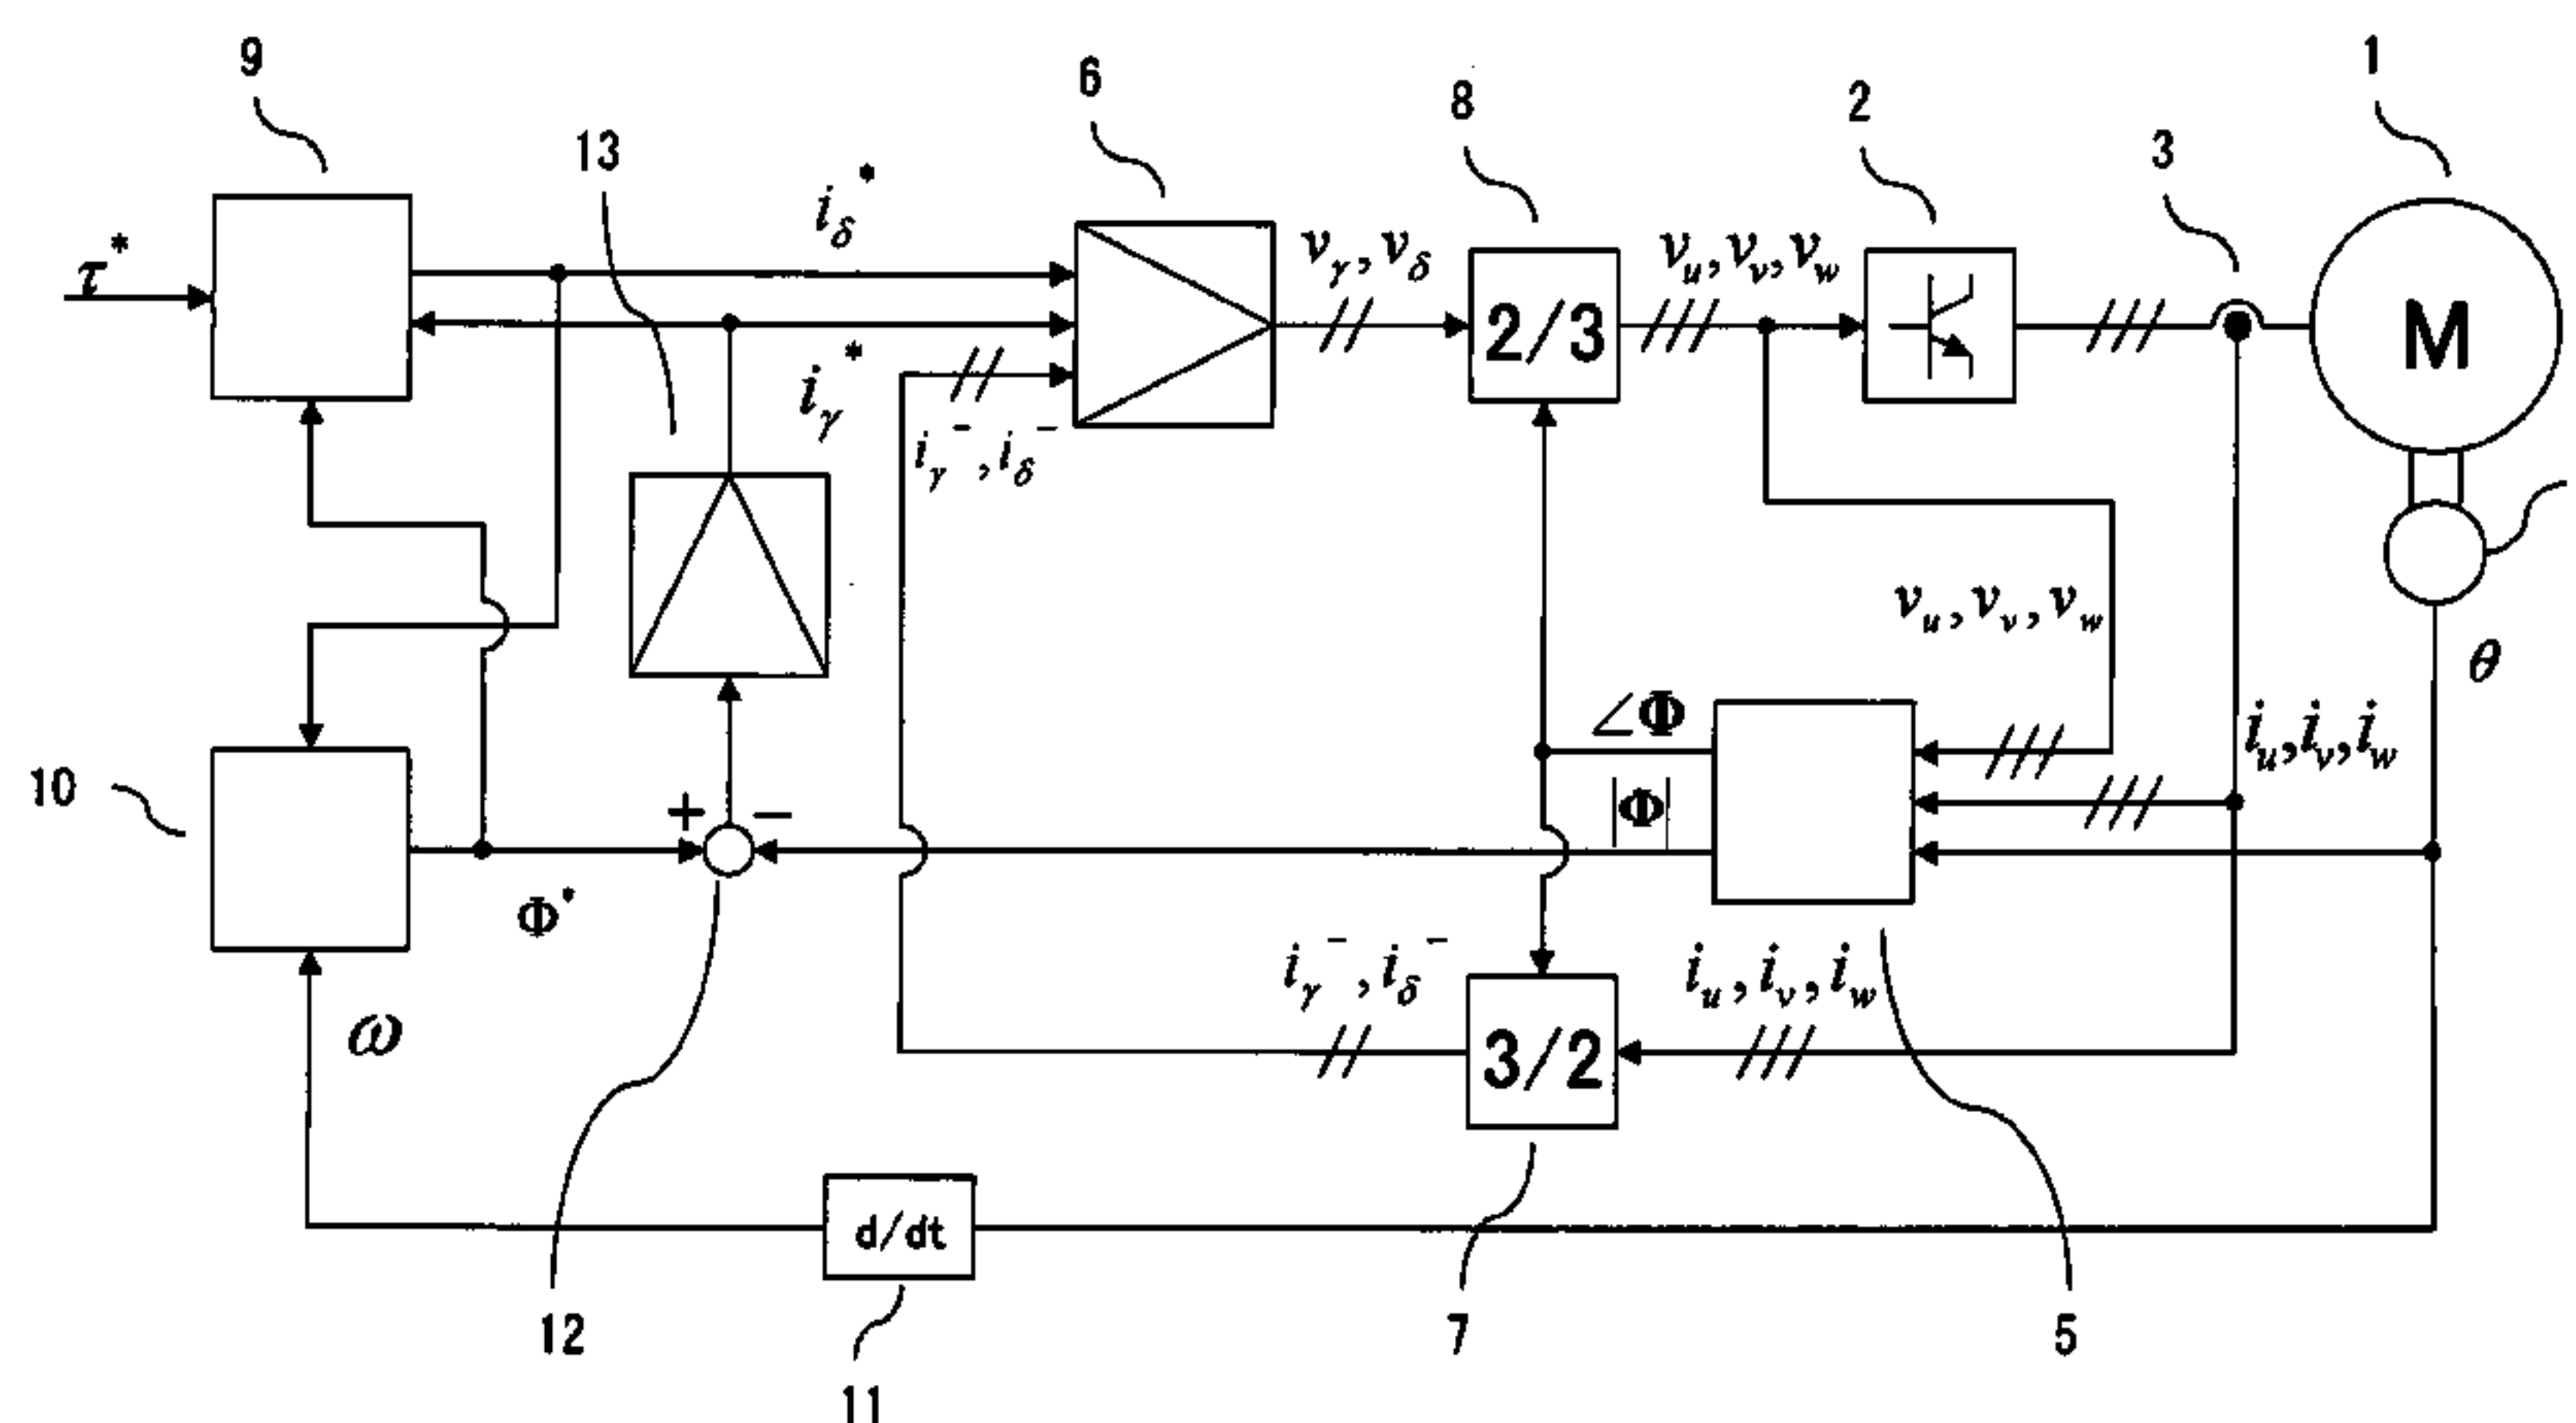 9
6
8
2
1
3
13
τ*
i_δ*
v_γ, v_δ
v_u, v_v, v_w
2/3
M
i_γ*
i_γ⁻, i_δ⁻
v_u, v_v, v_w
θ
∠Φ
i_u, i_v, i_w
10
+
−
|Φ|
Φ*
i_γ⁻, i_δ⁻
i_u, i_v, i_w
ω
3/2
d/dt
12
7
5
11